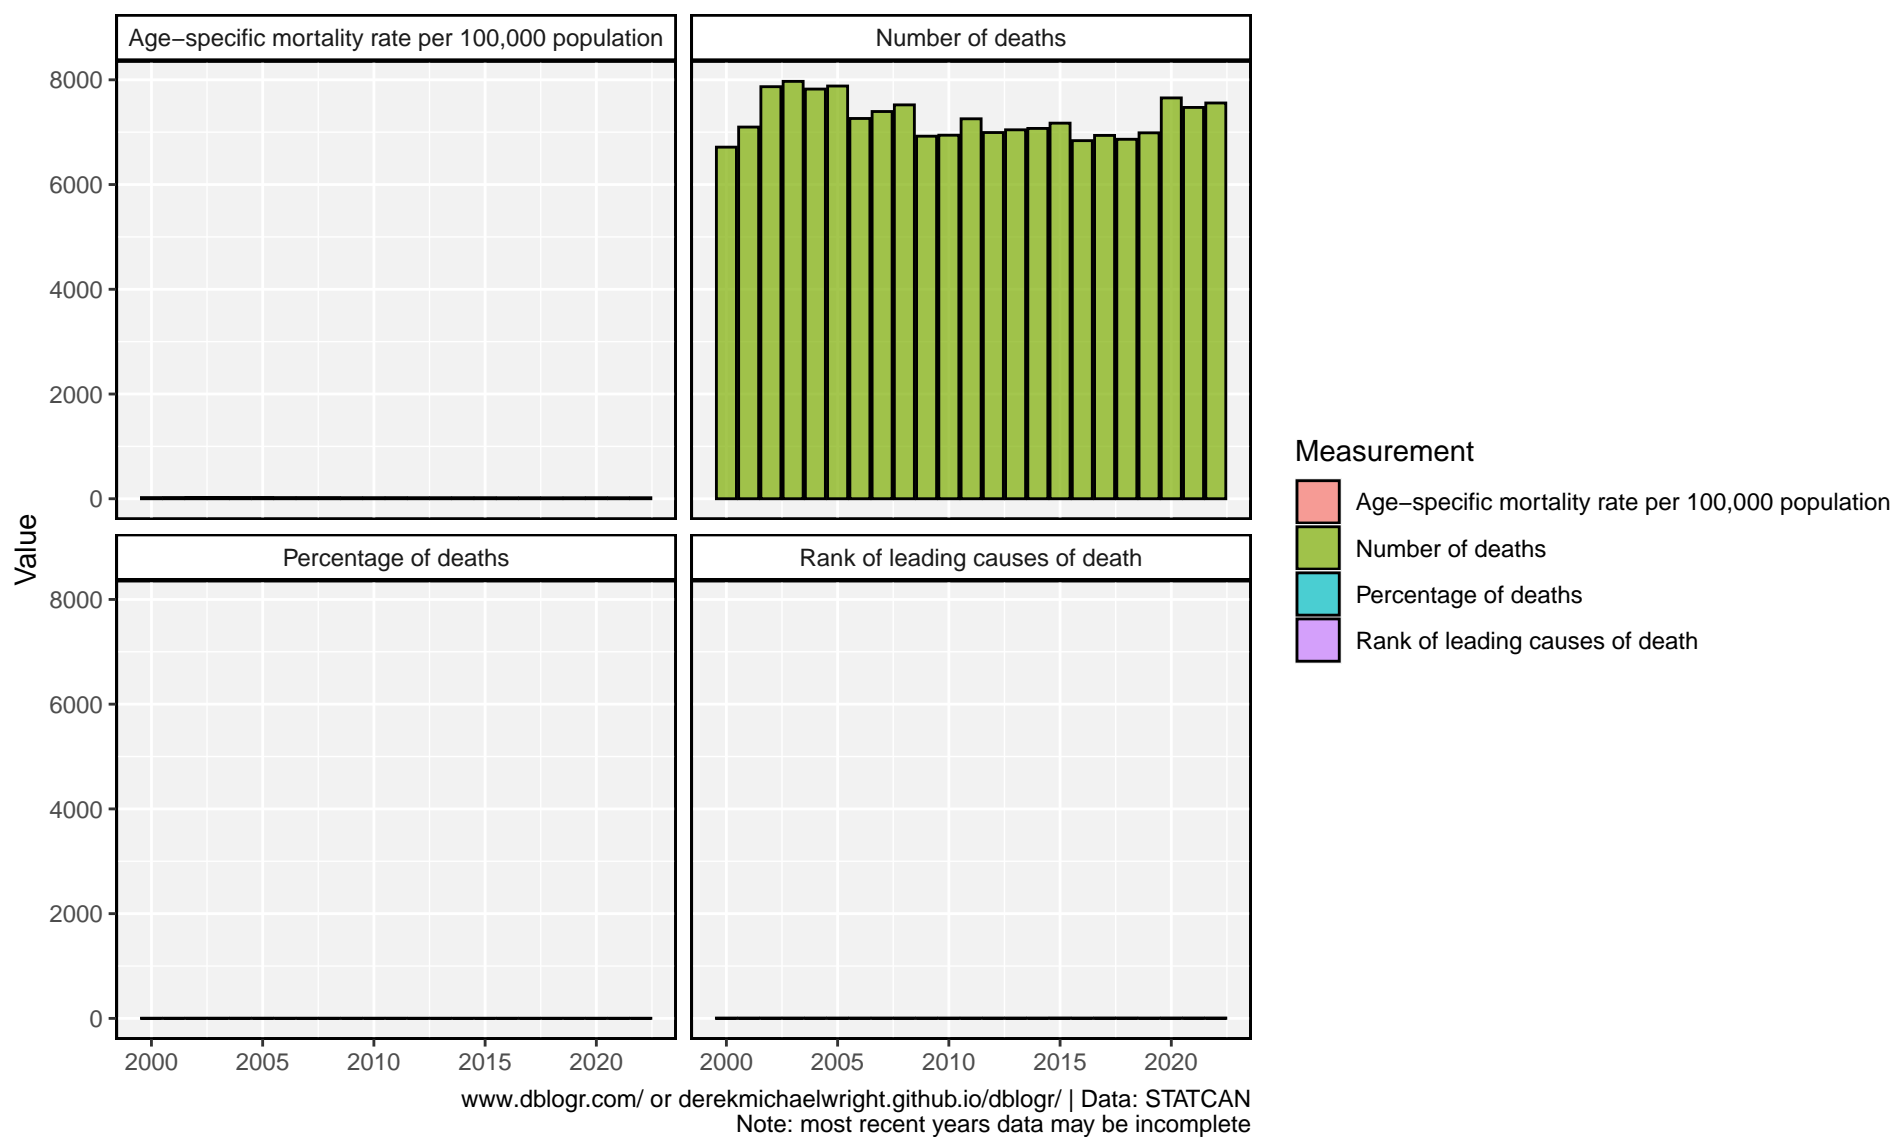 Age−specific mortality rate per 100,000 population
Number of deaths
8000
6000
4000
2000
0
Value
Percentage of deaths
Rank of leading causes of death
8000
6000
4000
2000
0
2000 2005 2010 2015 2020
2000 2005 2010 2015 2020
Measurement
Age−specific mortality rate per 100,000 population
Number of deaths
Percentage of deaths
Rank of leading causes of death
www.dblogr.com/ or derekmichaelwright.github.io/dblogr/ | Data: STATCAN
Note: most recent years data may be incomplete